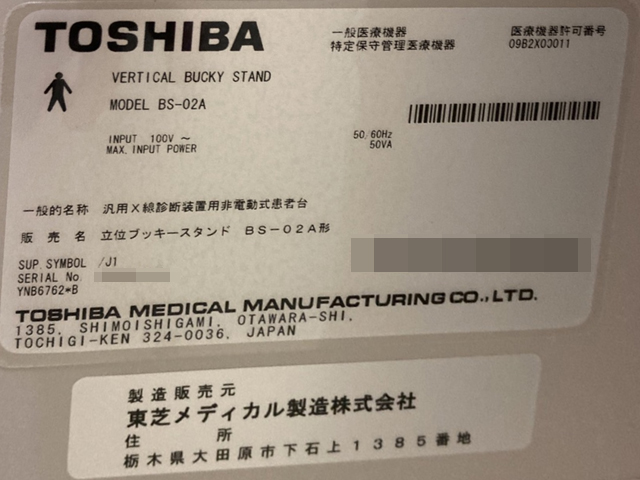 TOSHIBA
一般医療機器
特定保守管理医療機器
医療機器許可番号
09B2X00011
VERTICAL BUCKY STAND
MODEL BS-02A
INPUT 100V ～ 50/60Hz
MAX. INPUT POWER 50VA
一般的名称 汎用X線診断装置用非電動式患者台
販売名 立位ブッキースタンド BS-02A形
SUP. SYMBOL /J1
SERIAL No.
YNB6762*B
TOSHIBA MEDICAL MANUFACTURING CO., LTD.
1385, SHIMOISHIGAMI, OTAWARA-SHI,
TOCHIGI-KEN 324-0036, JAPAN
製造販売元
東芝メディカル製造株式会社
住所
栃木県大田原市下石上1385番地